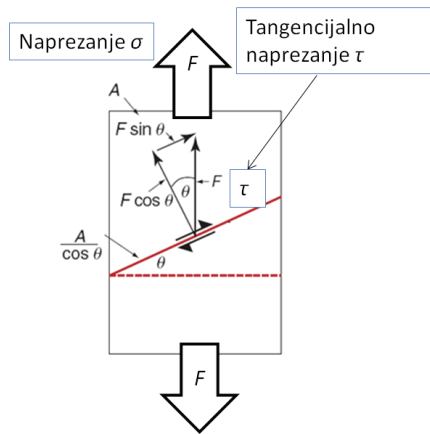 Tangencijalno
naprezanje τ
Naprezanje σ
F
A
F sin θ
F
F cos θ
θ
τ
A
cos θ
θ
F